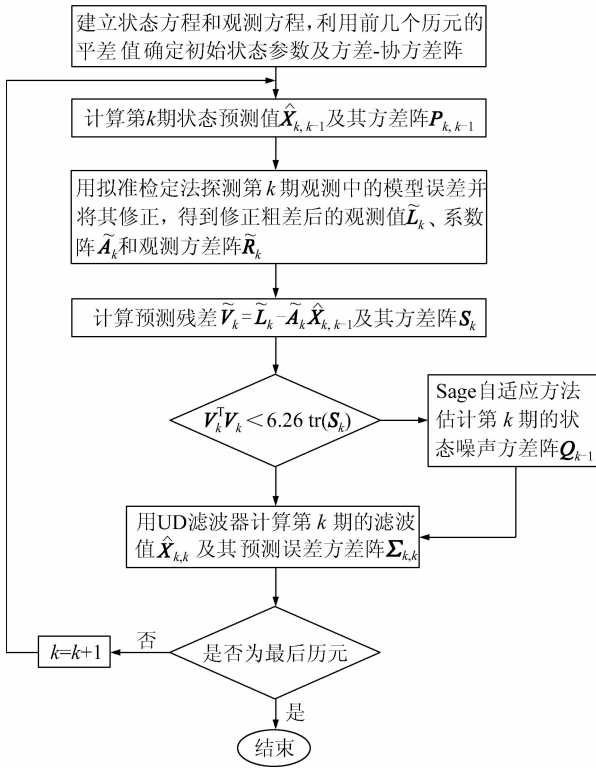 建立状态方程和观测方程,利用前几个历元的
平差值确定初始状态参数及方差-协方差阵
计算第k期状态预测值X̂k, k−1及其方差阵Pk, k−1
用拟准检定法探测第 k 期观测中的模型误差并
将其修正，得到修正粗差后的观测值L̃k、系数
阵Ãk和观测方差阵R̃k
计算预测残差Ṽk=L̃k−ÃkX̂k, k−1及其方差阵Sk
VkᵀVk＜6.26 tr(Sk)
Sage自适应方法
估计第 k 期的状
态噪声方差阵Qk−1
用UD滤波器计算第 k 期的滤波
值X̂k,k 及其预测误差方差阵Σk,k
是否为最后历元
否
k=k+1
是
结束